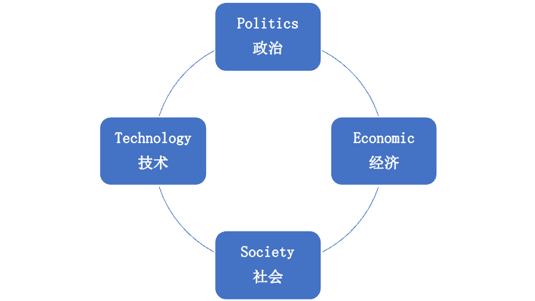 Politics
政治
Technology
技术
Economic
经济
Society
社会